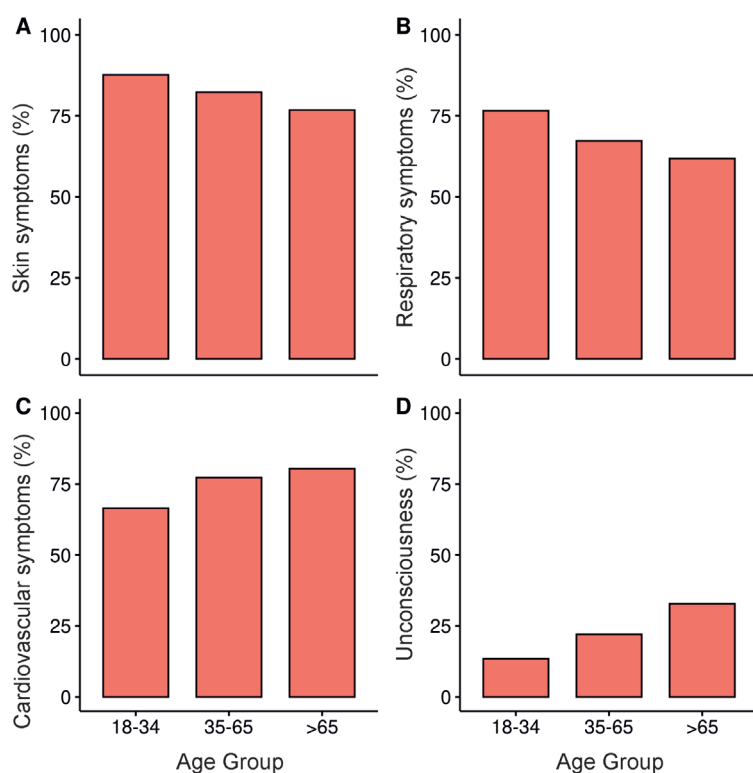 A
100
75
50
25
0
Skin symptoms (%)
B
100
75
50
25
0
Respiratory symptoms (%)
C
100
75
50
25
0
Cardiovascular symptoms (%)
18-34 35-65 >65
Age Group
D
100
75
50
25
0
Unconsciousness (%)
18-34 35-65 >65
Age Group